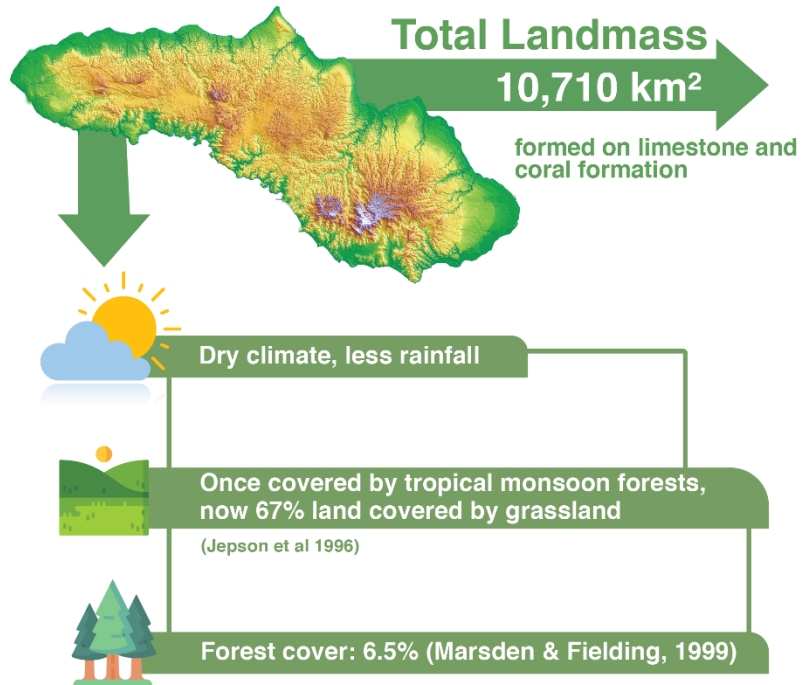 Total Landmass
10,710 km²
formed on limestone and
coral formation
Dry climate, less rainfall
Once covered by tropical monsoon forests,
now 67% land covered by grassland
(Jepson et al 1996)
Forest cover: 6.5% (Marsden & Fielding, 1999)